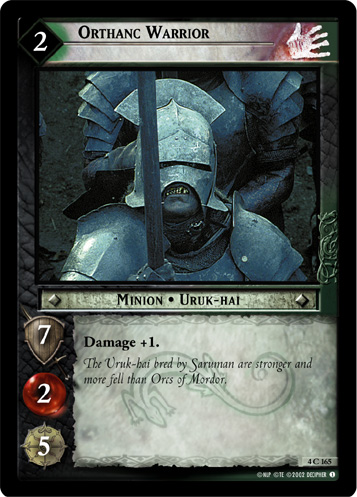 2
Orthanc Warrior
Minion • Uruk-hai
7
Damage +1.
The Uruk-hai bred by Saruman are stronger and
more fell than Orcs of Mordor.
2
5
4 C 165
©NLP ©TE ©2002 DECIPHER